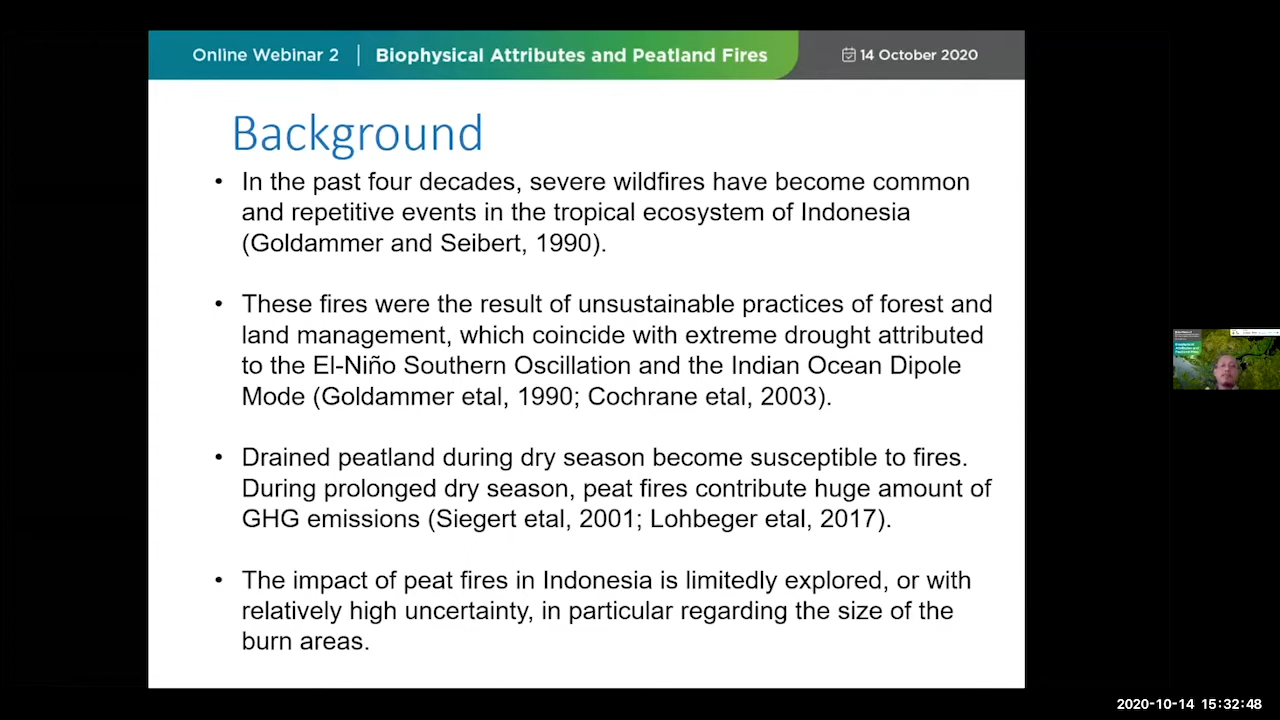 Online Webinar 2 | Biophysical Attributes and Peatland Fires
14 October 2020
Background
• In the past four decades, severe wildfires have become common
and repetitive events in the tropical ecosystem of Indonesia
(Goldammer and Seibert, 1990).
• These fires were the result of unsustainable practices of forest and
land management, which coincide with extreme drought attributed
to the El-Niño Southern Oscillation and the Indian Ocean Dipole
Mode (Goldammer etal, 1990; Cochrane etal, 2003).
• Drained peatland during dry season become susceptible to fires.
During prolonged dry season, peat fires contribute huge amount of
GHG emissions (Siegert etal, 2001; Lohbeger etal, 2017).
• The impact of peat fires in Indonesia is limitedly explored, or with
relatively high uncertainty, in particular regarding the size of the
burn areas.
2020-10-14 15:32:48